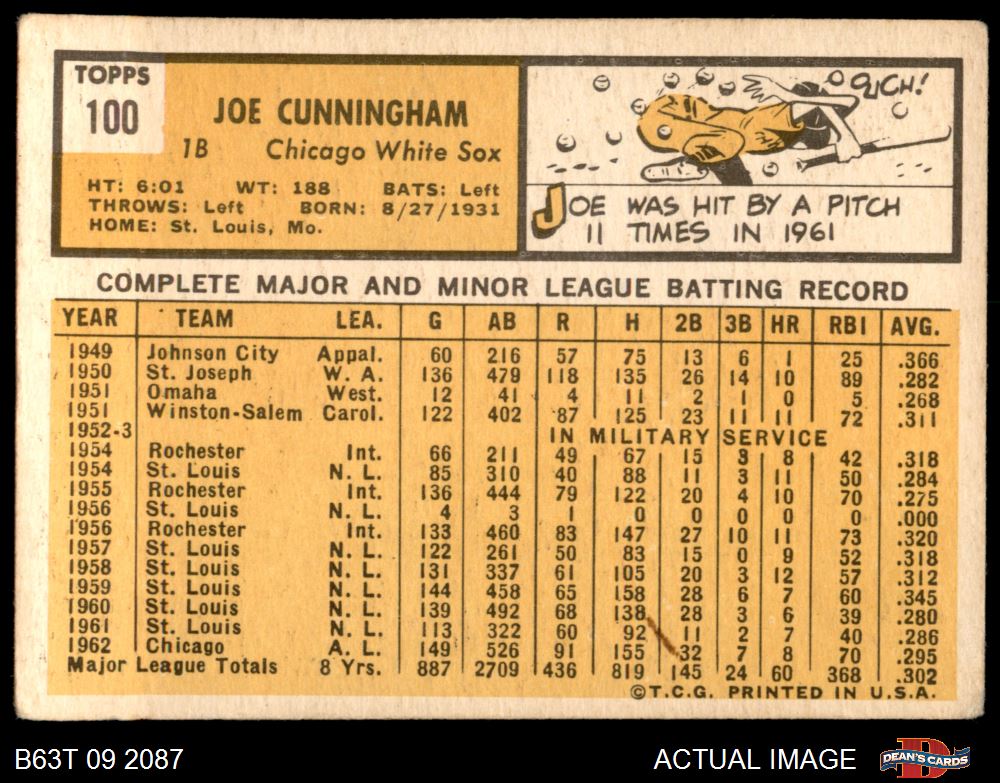 TOPPS
100
JOE CUNNINGHAM
1B Chicago White Sox
HT: 6:01 WT: 188 BATS: Left
THROWS: Left BORN: 8/27/1931
HOME: St. Louis, Mo.
OUCH!
JOE WAS HIT BY A PITCH
11 TIMES IN 1961
COMPLETE MAJOR AND MINOR LEAGUE BATTING RECORD
YEAR TEAM LEA. G AB R H 2B 3B HR RBI AVG.
1949 Johnson City Appal. 60 216 57 75 13 6 1 25 .366
1950 St. Joseph W. A. 136 479 118 135 26 14 10 89 .282
1951 Omaha West. 12 41 4 11 2 1 0 5 .268
1951 Winston-Salem Carol. 122 402 87 125 23 11 11 72 .311
1952-3 IN MILITARY SERVICE
1954 Rochester Int. 66 211 49 67 15 3 8 42 .318
1954 St. Louis N. L. 85 310 40 88 11 3 11 50 .284
1955 Rochester Int. 136 444 79 122 20 4 10 70 .275
1956 St. Louis N. L. 4 3 1 0 0 0 0 0 .000
1956 Rochester Int. 133 460 83 147 27 10 11 73 .320
1957 St. Louis N. L. 122 261 50 83 15 0 9 52 .318
1958 St. Louis N. L. 131 337 61 105 20 3 12 57 .312
1959 St. Louis N. L. 144 458 65 158 28 6 7 60 .345
1960 St. Louis N. L. 139 492 68 138 28 3 6 39 .280
1961 St. Louis N. L. 113 322 60 92 11 2 7 40 .286
1962 Chicago A. L. 149 526 91 155 32 7 8 70 .295
Major League Totals 8 Yrs. 887 2709 436 819 145 24 60 368 .302
©T.C.G. PRINTED IN U.S.A.
B63T 09 2087 ACTUAL IMAGE DEAN'S CARDS